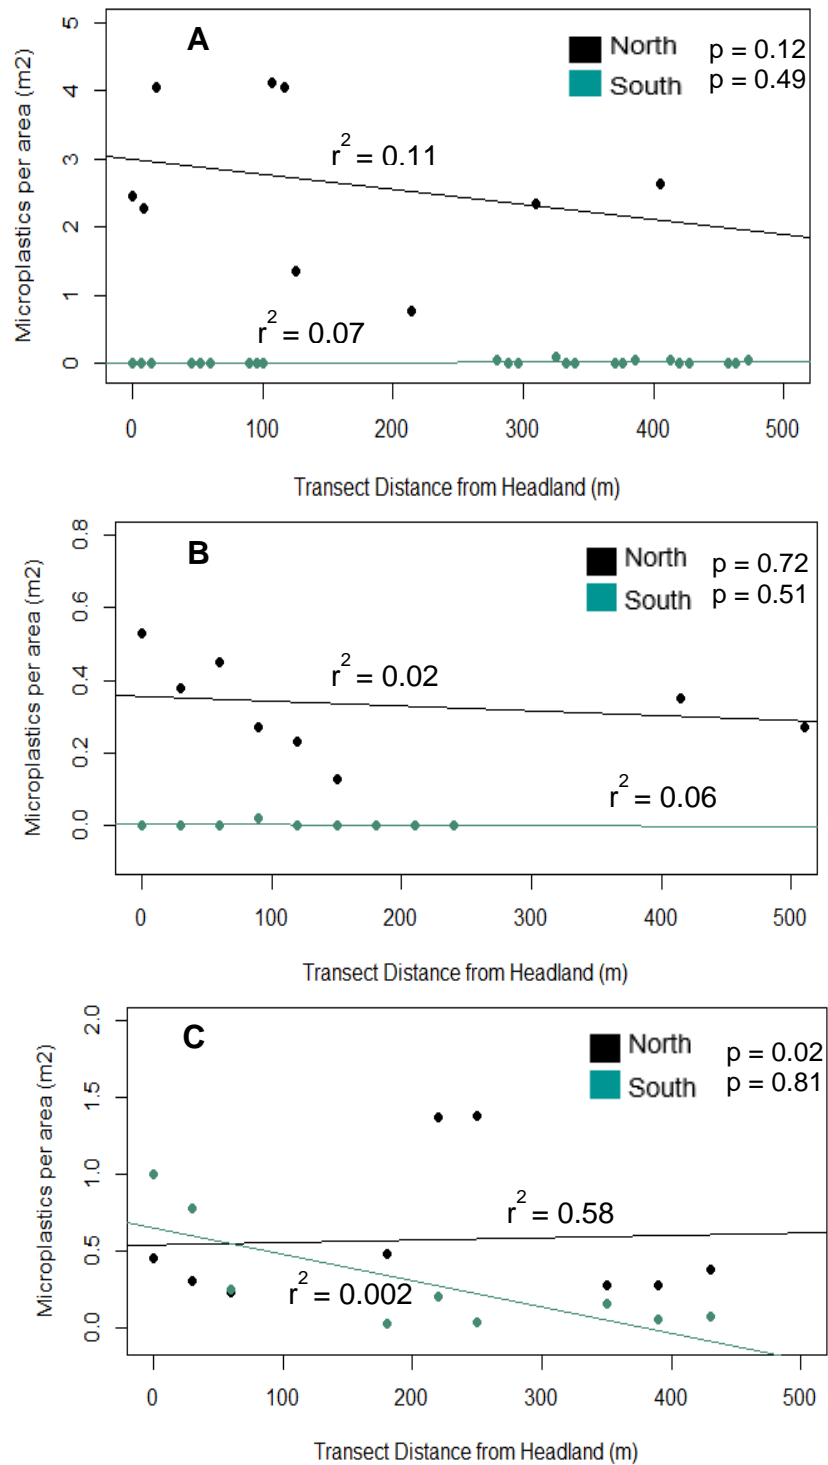 A
North p = 0.12
South p = 0.49
r2 = 0.11
r2 = 0.07
Microplastics per area (m2)
5
4
3
2
1
0
0 100 200 300 400 500
Transect Distance from Headland (m)
B
North p = 0.72
South p = 0.51
r2 = 0.02
r2 = 0.06
Microplastics per area (m2)
0.8
0.6
0.4
0.2
0.0
0 100 200 300 400 500
Transect Distance from Headland (m)
C
North p = 0.02
South p = 0.81
r2 = 0.58
r2 = 0.002
Microplastics per area (m2)
2.0
1.5
1.0
0.5
0.0
0 100 200 300 400 500
Transect Distance from Headland (m)